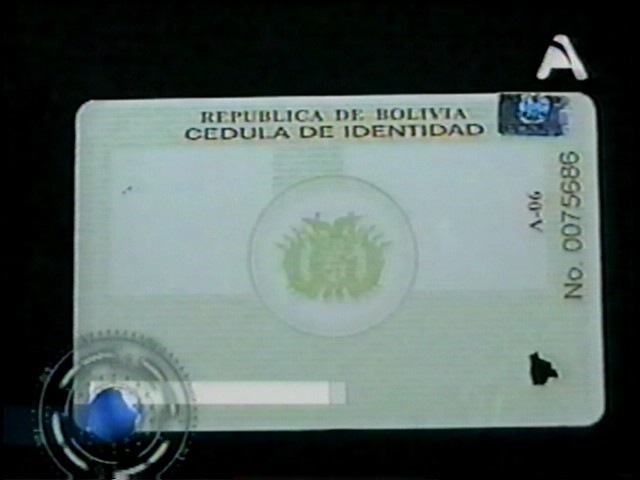 REPUBLICA DE BOLIVIA
CEDULA DE IDENTIDAD
A-06
No. 0075686